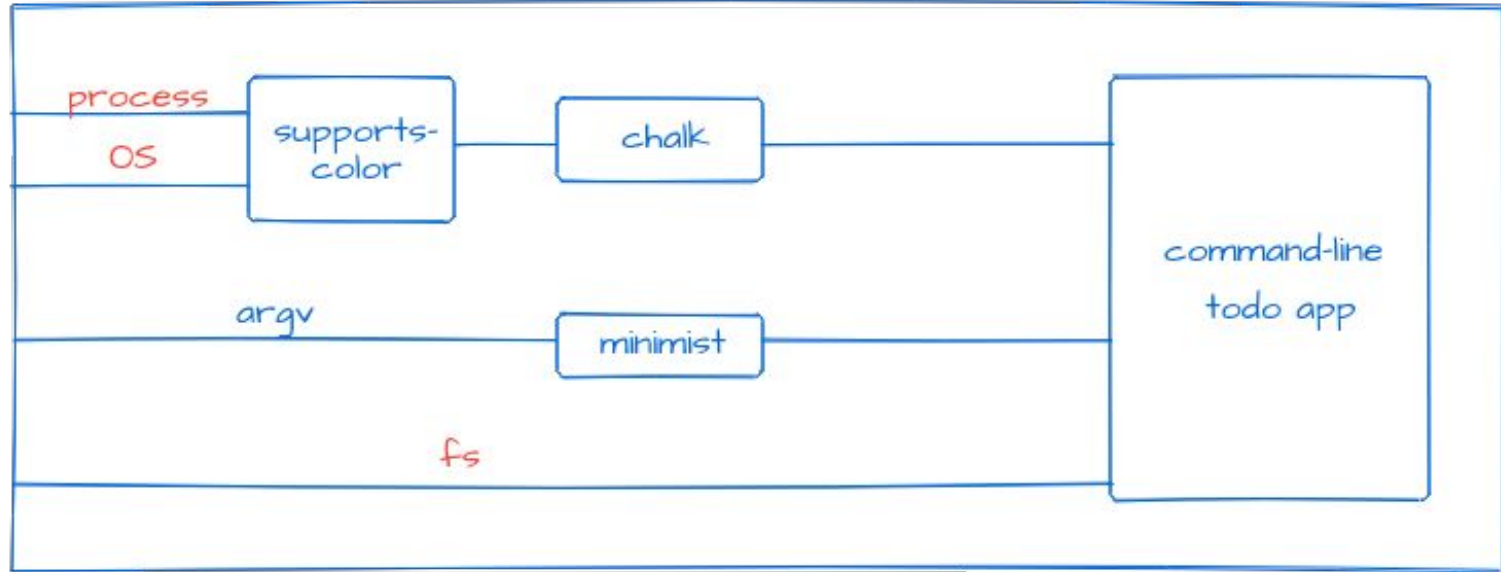 process
OS
supports-
color
chalk
command-line
todo app
argv
minimist
fs